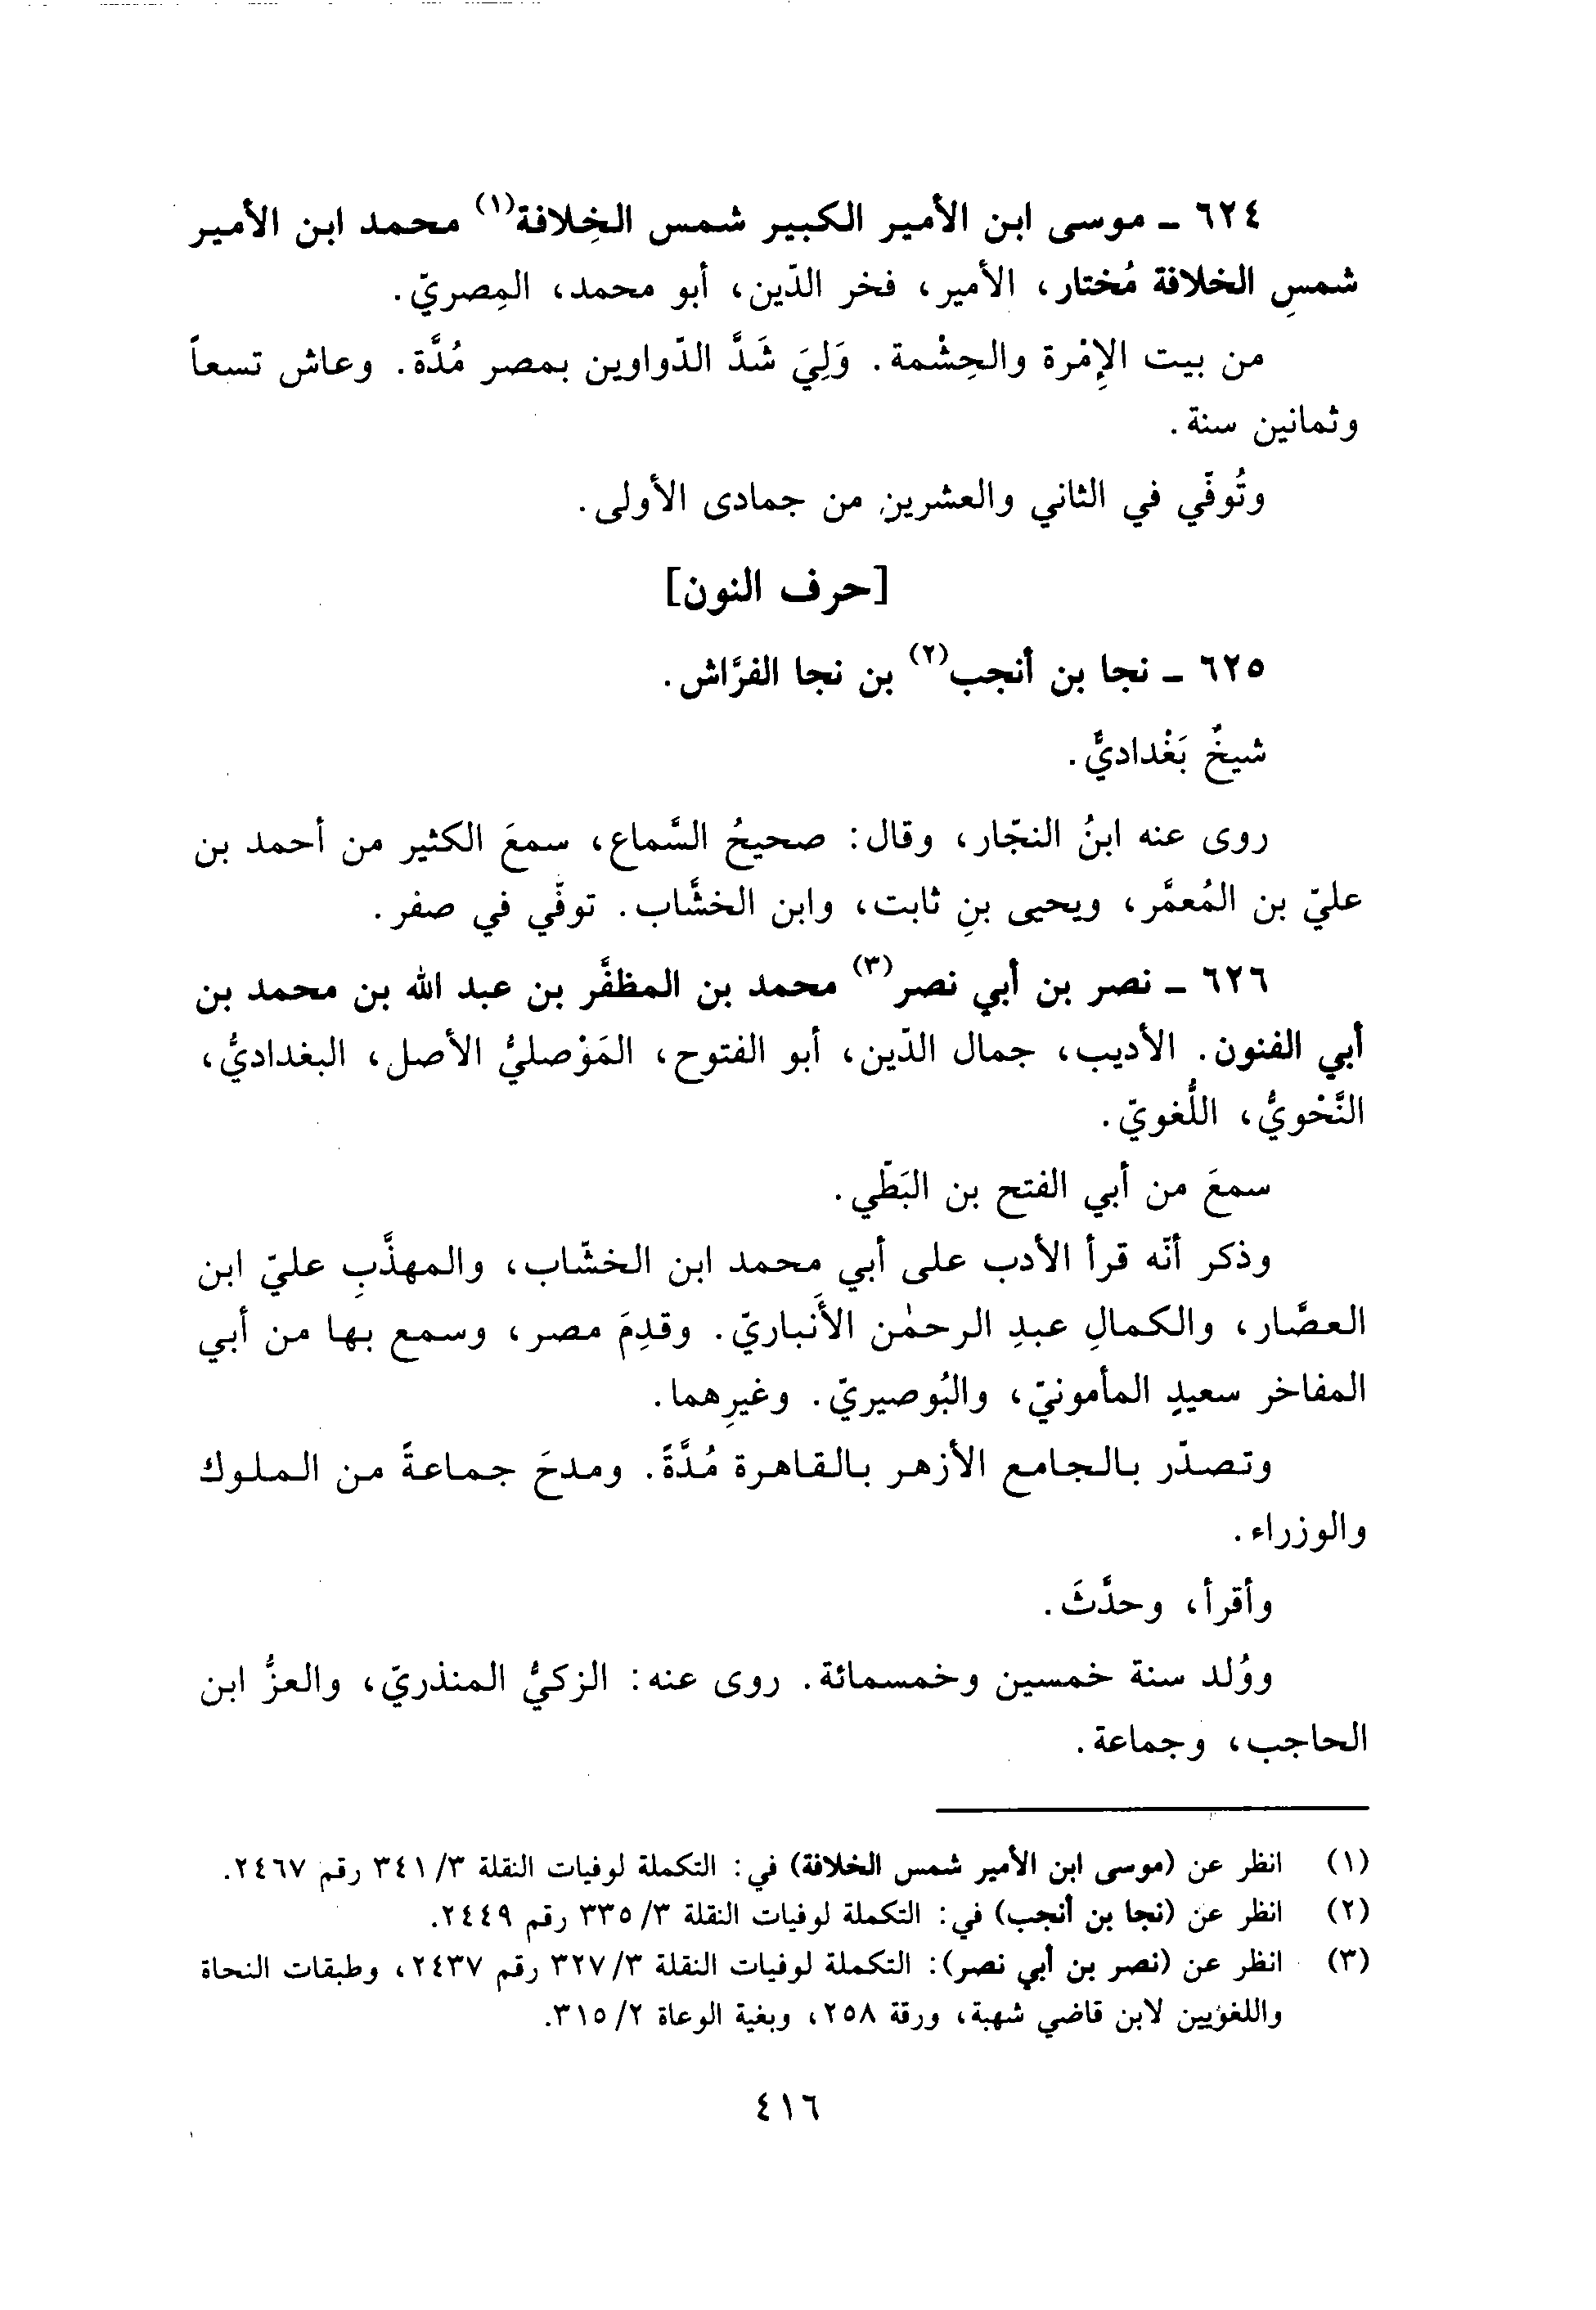 ٦٢٤ ـ موسى ابن الأمير الكبير شمس الخِلافة(١) محمد ابن الأمير
شمسِ الخلافة مُختار، الأمير، فخر الدّين، أبو محمد، المِصريّ.
من بيت الإِمْرة والحِشْمة. وَلِيَ شَدَّ الدّواوين بمصر مُدَّة. وعاش تسعاً
وثمانين سنة.
وتُوفّي في الثاني والعشرين من جمادى الأولى.
[حرف النون]
٦٢٥ ـ نجا بن أنجب(٢) بن نجا الفرَّاش.
شيخٌ بَغْداديٌّ.
روى عنه ابنُ النجّار، وقال: صحيحُ السَّماع، سمعَ الكثير من أحمد بن
عليّ بن المُعمَّر، ويحيى بنِ ثابت، وابن الخشَّاب. توفّي في صفر.
٦٢٦ ـ نصر بن أبي نصر(٣) محمد بن المظفَّر بن عبد الله بن محمد بن
أبي الفنون. الأديب، جمال الدّين، أبو الفتوح، المَوْصليُّ الأصل، البغداديُّ،
النَّحْويُّ، اللُّغويّ.
سمعَ من أبي الفتح بن البَطّي.
وذكر أنّه قرأ الأدب على أبي محمد ابن الخشّاب، والمهذَّبِ عليّ ابن
العصَّار، والكمالِ عبدِ الرحمٰن الأَنباريّ. وقدِمَ مصر، وسمع بها من أبي
المفاخر سعيدٍ المأمونيّ، والبُوصيريّ. وغيرِهما.
وتصدّر بالجامع الأزهر بالقاهرة مُدَّةً. ومدحَ جماعةً من الملوك
والوزراء.
وأقرأ، وحدَّثَ.
ووُلد سنة خمسين وخمسمائة. روى عنه: الزكيُّ المنذريّ، والعزُّ ابن
الحاجب، وجماعة.
(١) انظر عن (موسى ابن الأمير شمس الخلافة) في: التكملة لوفيات النقلة ٣/ ٣٤١ رقم ٢٤٦٧.
(٢) انظر عن (نجا بن أنجب) في: التكملة لوفيات النقلة ٣/ ٣٣٥ رقم ٢٤٤٩.
(٣) انظر عن (نصر بن أبي نصر): التكملة لوفيات النقلة ٣/ ٣٢٧ رقم ٢٤٣٧، وطبقات النحاة
واللغويين لابن قاضي شهبة، ورقة ٢٥٨، وبغية الوعاة ٢/ ٣١٥.
٤١٦